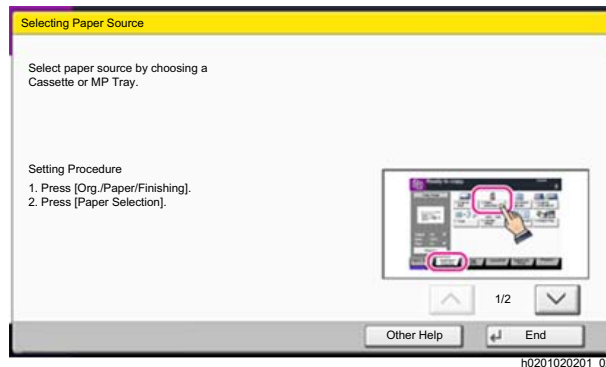 Selecting Paper Source
Select paper source by choosing a
Cassette or MP Tray.
Setting Procedure
1. Press [Org./Paper/Finishing].
2. Press [Paper Selection].
1/2
Other Help
End